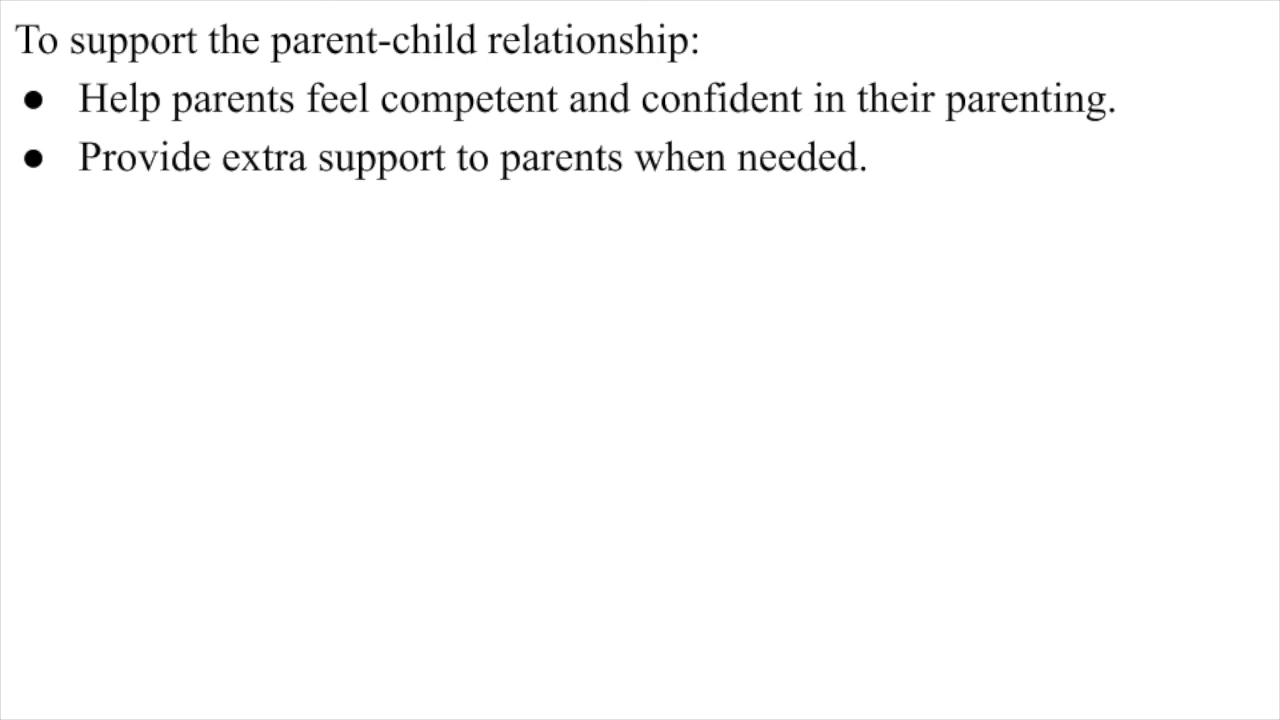 To support the parent-child relationship:
● Help parents feel competent and confident in their parenting.
● Provide extra support to parents when needed.